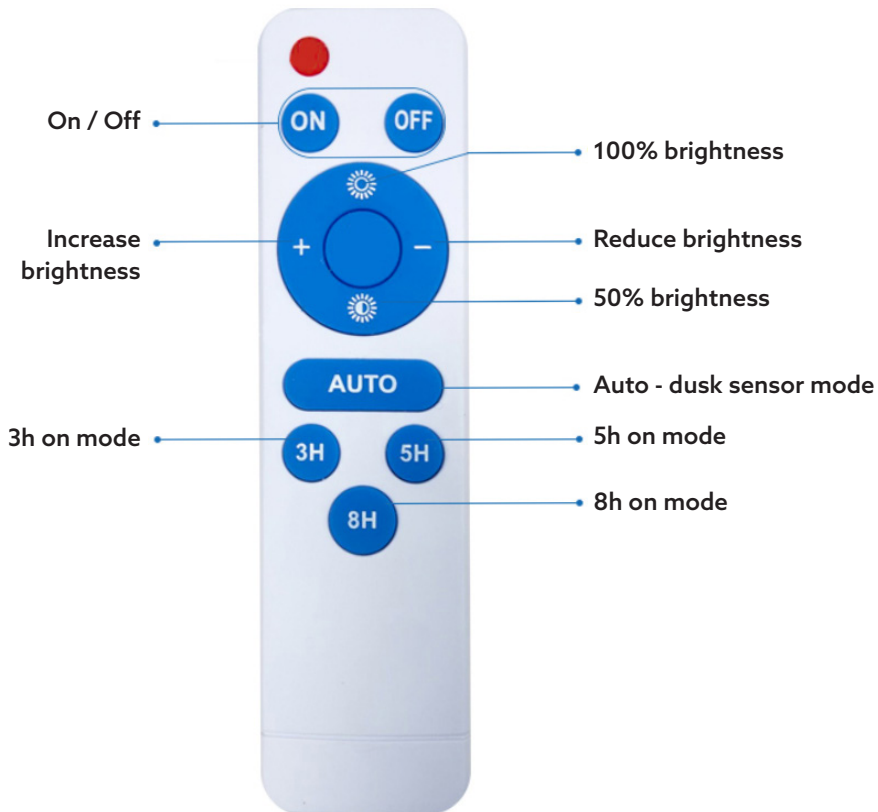 On / Off
ON
OFF
100% brightness
Increase
brightness
+
-
Reduce brightness
50% brightness
AUTO
Auto - dusk sensor mode
3h on mode
3H
5H
5h on mode
8H
8h on mode